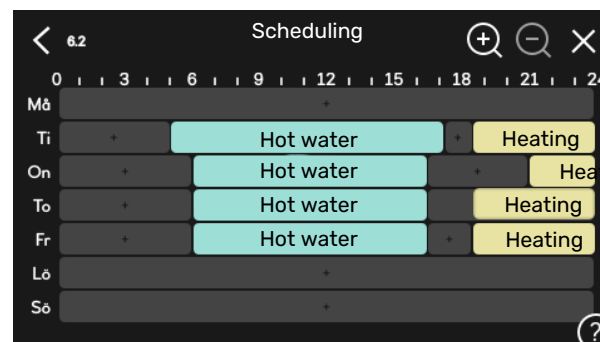 6.2 Scheduling
0 3 6 9 12 15 18 21 24
Må
Ti Hot water Heating
On Hot water Hea
To Hot water Heating
Fr Hot water Heating
Lö
Sö
?